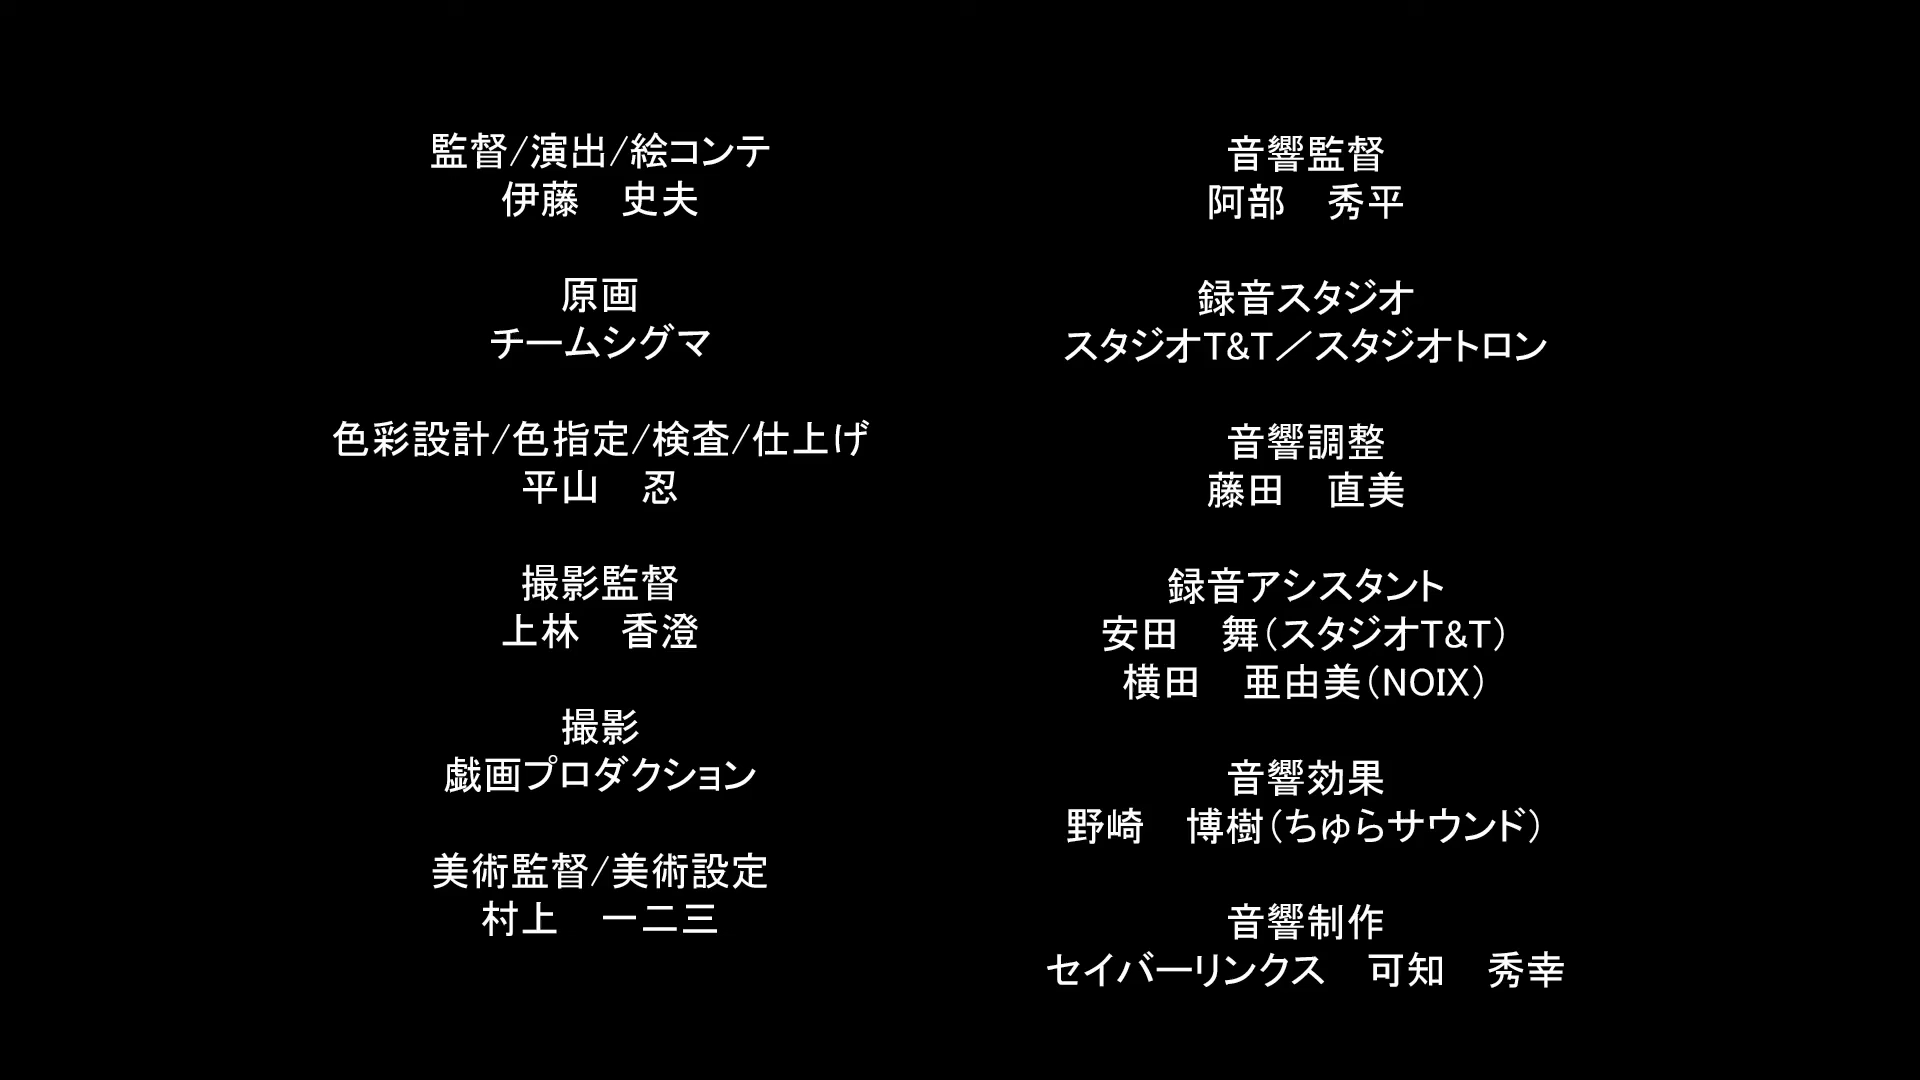 監督/演出/絵コンテ
伊藤　史夫
原画
チームシグマ
色彩設計/色指定/検査/仕上げ
平山　忍
撮影監督
上林　香澄
撮影
戯画プロダクション
美術監督/美術設定
村上　一二三
音響監督
阿部　秀平
録音スタジオ
スタジオT&T／スタジオトロン
音響調整
藤田　直美
録音アシスタント
安田　舞（スタジオT&T）
横田　亜由美（NOIX）
音響効果
野崎　博樹（ちゅらサウンド）
音響制作
セイバーリンクス　可知　秀幸